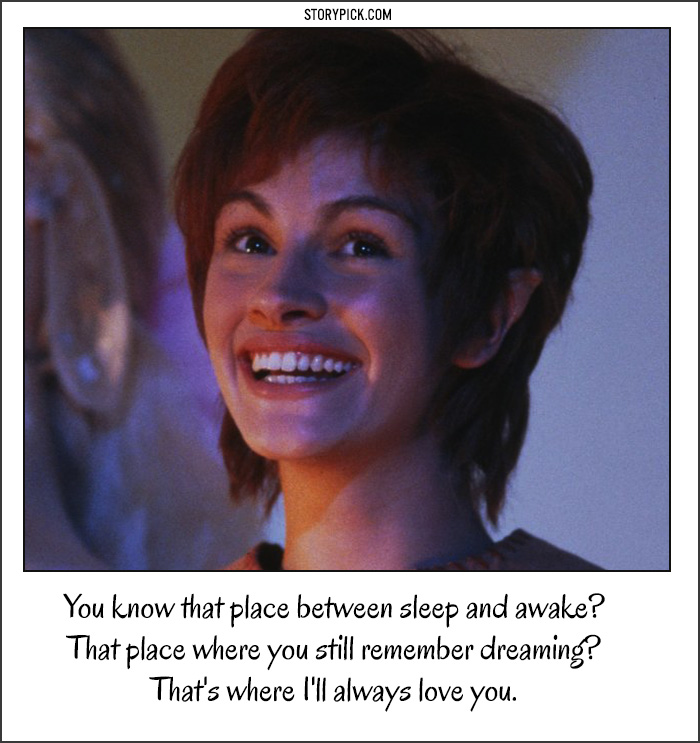 STORYPICK.COM
You know that place between sleep and awake?
That place where you still remember dreaming?
That's where I'll always love you.